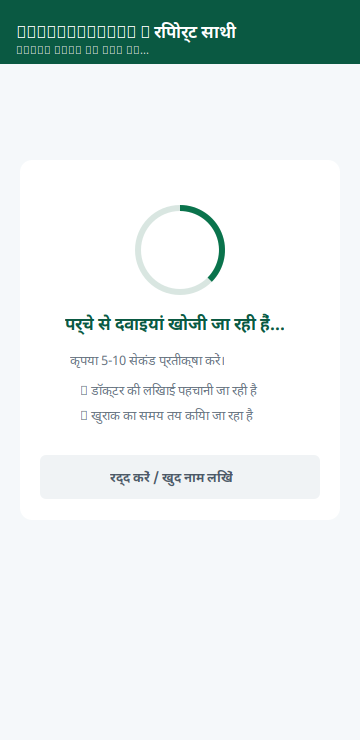 रिपोर्ट साथी
पर्चे से दवाइयां खोजी जा रही हैं...
कृपया 5-10 सेकंड प्रतीक्षा करें।
डॉक्टर की लिखाई पहचानी जा रही है
खुराक का समय तय किया जा रहा है
रद्द करें / खुद नाम लिखें